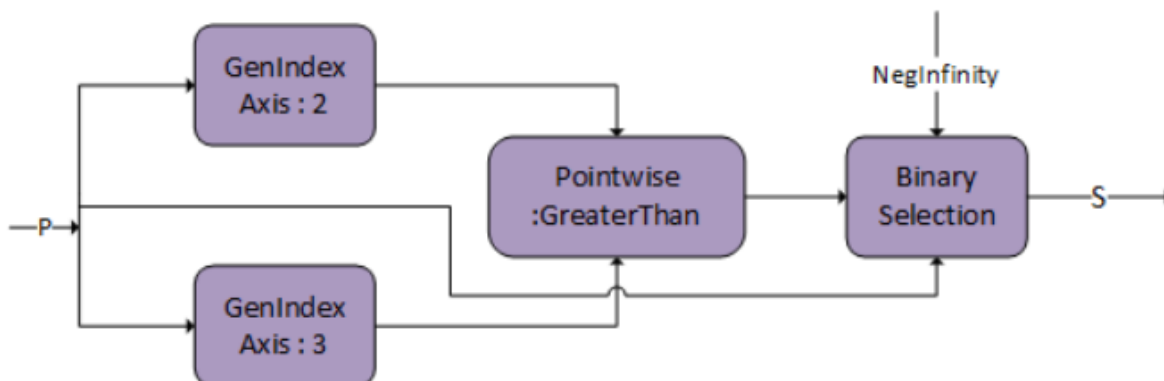 GenIndex
Axis : 2
NegInfinity
Pointwise
:GreaterThan
Binary
Selection
S
P
GenIndex
Axis : 3